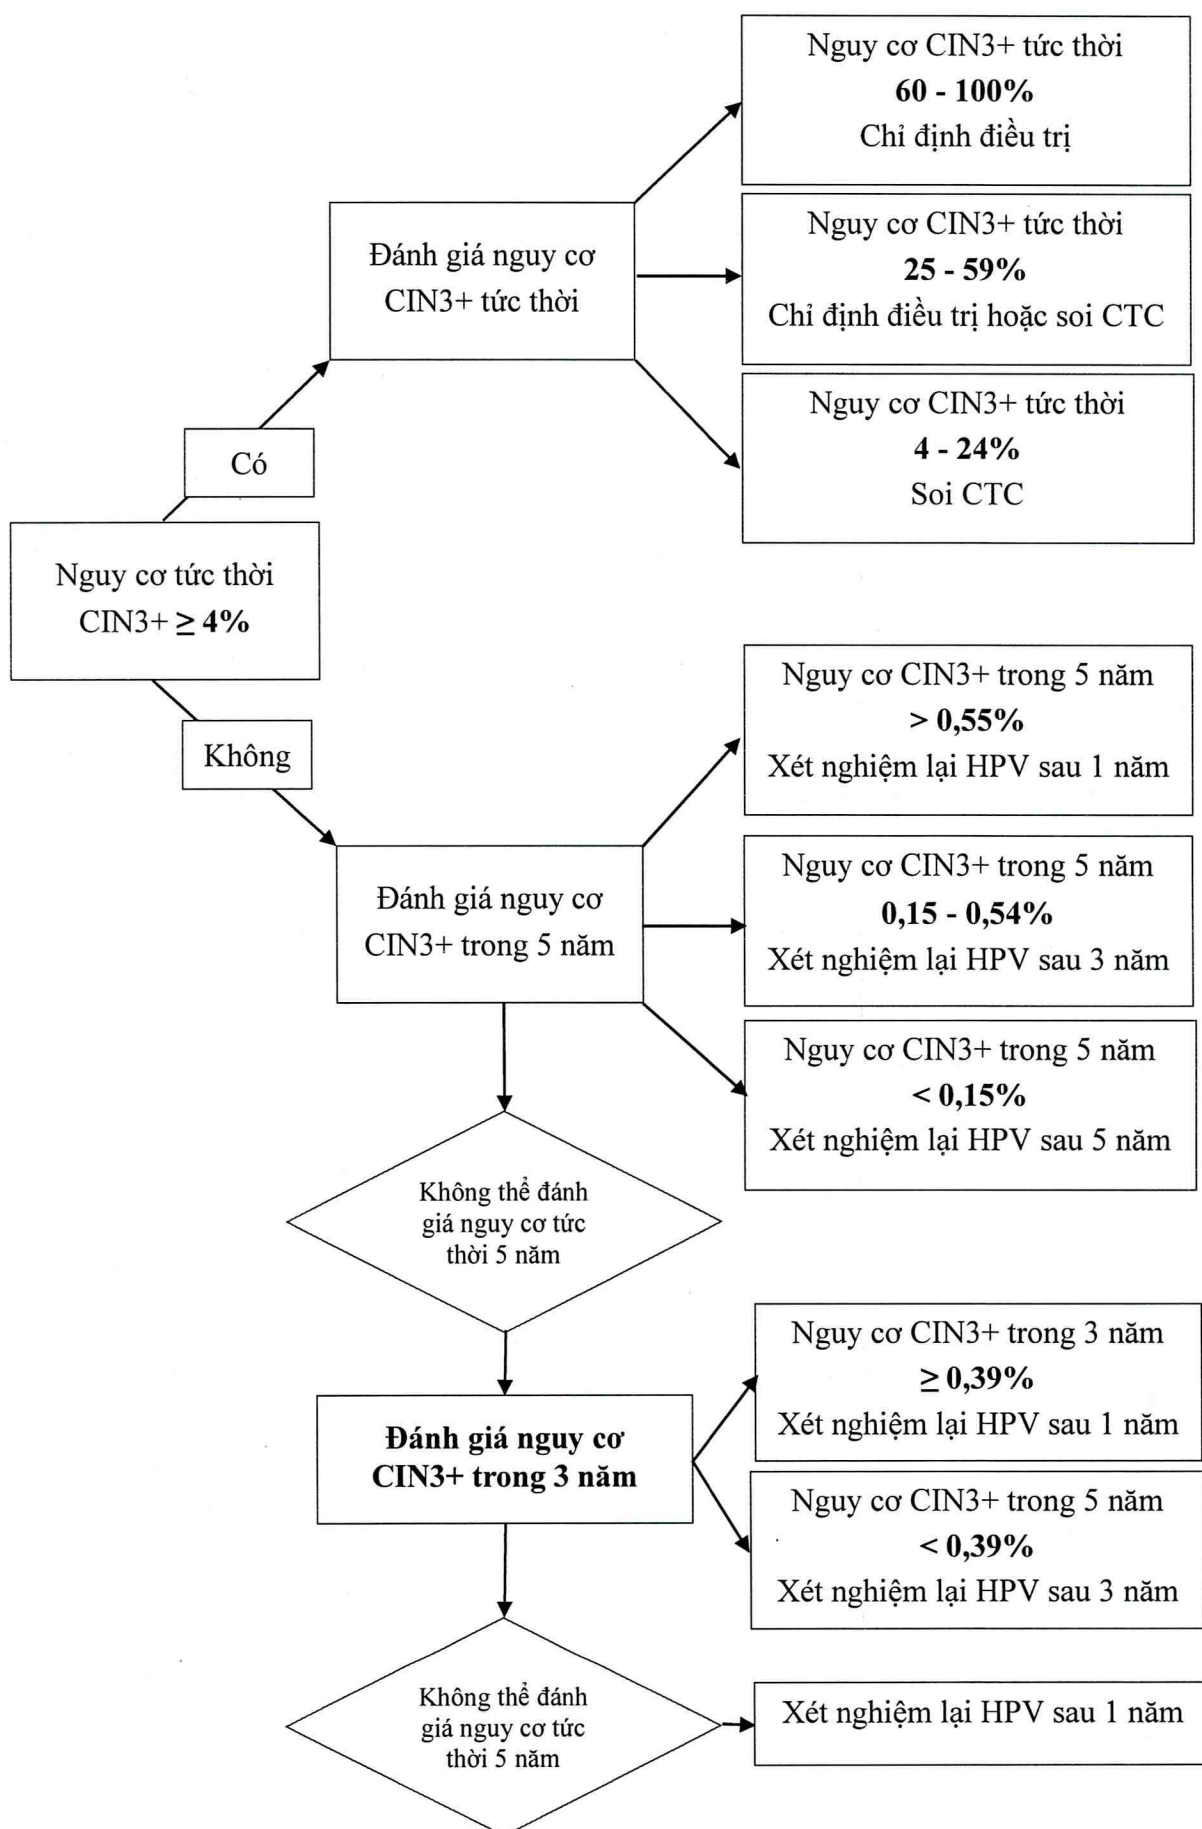 Nguy cơ CIN3+ tức thời
60 - 100%
Chỉ định điều trị
Đánh giá nguy cơ
CIN3+ tức thời
Nguy cơ CIN3+ tức thời
25 - 59%
Chỉ định điều trị hoặc soi CTC
Nguy cơ CIN3+ tức thời
4 - 24%
Soi CTC
Có
Nguy cơ tức thời
CIN3+ ≥ 4%
Không
Nguy cơ CIN3+ trong 5 năm
> 0,55%
Xét nghiệm lại HPV sau 1 năm
Đánh giá nguy cơ
CIN3+ trong 5 năm
Nguy cơ CIN3+ trong 5 năm
0,15 - 0,54%
Xét nghiệm lại HPV sau 3 năm
Nguy cơ CIN3+ trong 5 năm
< 0,15%
Xét nghiệm lại HPV sau 5 năm
Không thể đánh
giá nguy cơ tức
thời 5 năm
Đánh giá nguy cơ
CIN3+ trong 3 năm
Nguy cơ CIN3+ trong 3 năm
≥ 0,39%
Xét nghiệm lại HPV sau 1 năm
Nguy cơ CIN3+ trong 5 năm
< 0,39%
Xét nghiệm lại HPV sau 3 năm
Không thể đánh
giá nguy cơ tức
thời 5 năm
Xét nghiệm lại HPV sau 1 năm